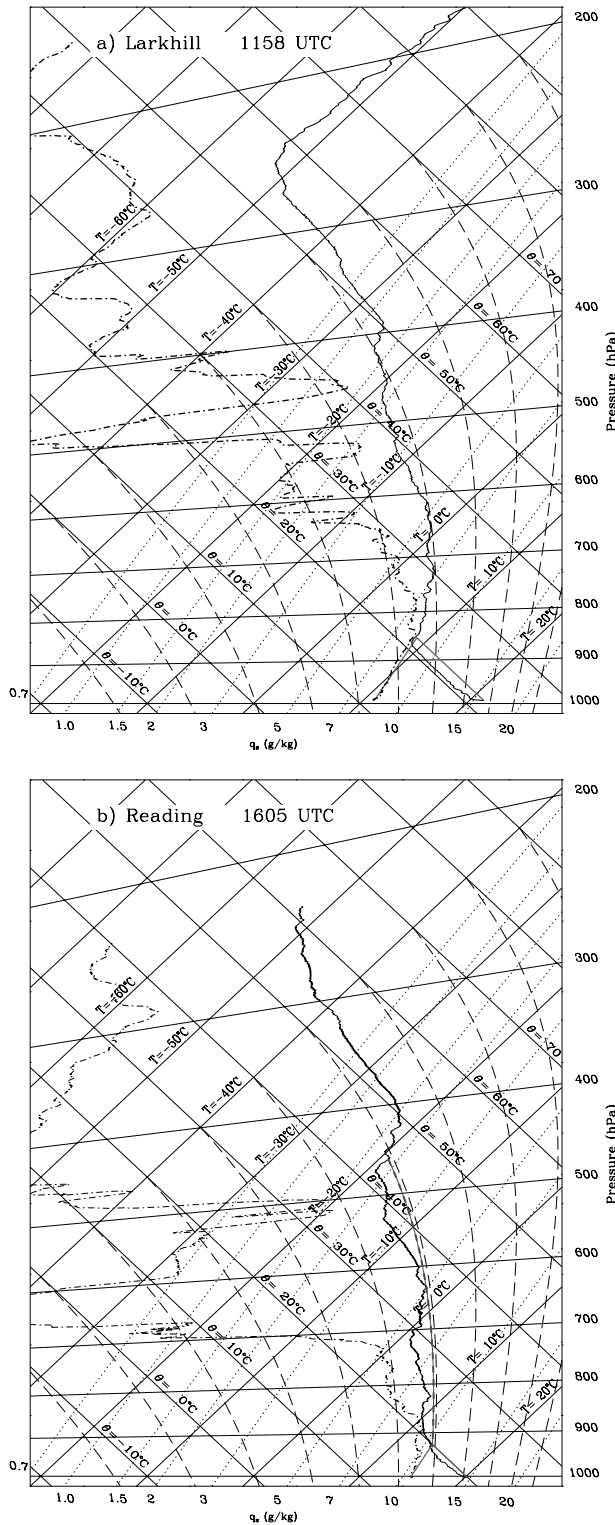 a) Larkhill 1158 UTC
200
300
400
500
600
700
800
900
1000
Pressure (hPa)
T=-60°C
T=-50°C
T=-40°C
T=-30°C
T=-20°C
T=-10°C
T= 0°C
T= 10°C
T= 20°C
θ= 70
θ= 60°C
θ= 50°C
θ= 40°C
θ= 30°C
θ= 20°C
θ= 10°C
θ= 0°C
θ=-10°C
0.7
1.0 1.5 2 3 5 7 10 15 20
qs (g/kg)
b) Reading 1605 UTC
200
300
400
500
600
700
800
900
1000
Pressure (hPa)
T=-60°C
T=-50°C
T=-40°C
T=-30°C
T=-20°C
T=-10°C
T= 0°C
T= 10°C
T= 20°C
θ= 70
θ= 60°C
θ= 50°C
θ= 40°C
θ= 30°C
θ= 20°C
θ= 10°C
θ= 0°C
θ=-10°C
0.7
1.0 1.5 2 3 5 7 10 15 20
qs (g/kg)